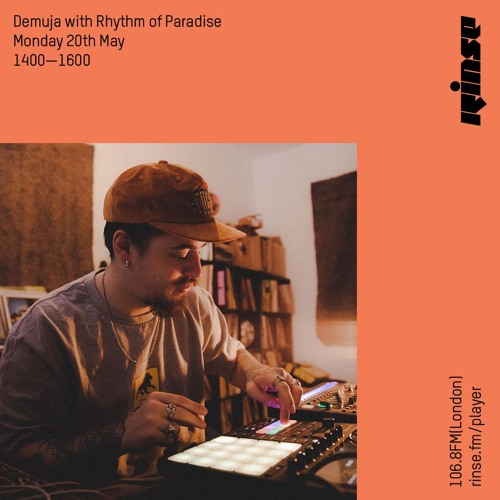 Demuja with Rhythm of Paradise
Monday 20th May
1400—1600
rinse
106.8FM(London)
rinse.fm/player